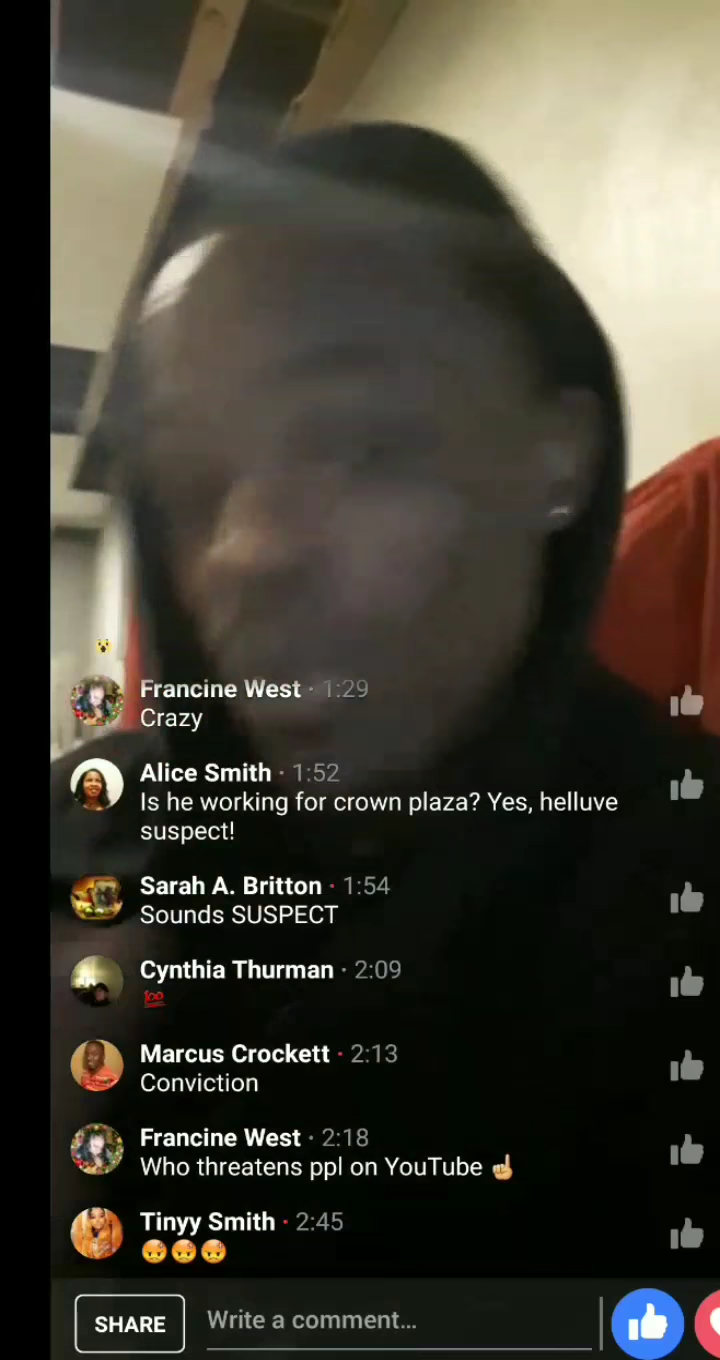 Francine West · 1:29
Crazy
Alice Smith · 1:52
Is he working for crown plaza? Yes, helluve
suspect!
Sarah A. Britton · 1:54
Sounds SUSPECT
Cynthia Thurman · 2:09
💯
Marcus Crockett · 2:13
Conviction
Francine West · 2:18
Who threatens ppl on YouTube ☝🏼
Tinyy Smith · 2:45
😡😡😡
SHARE
Write a comment...